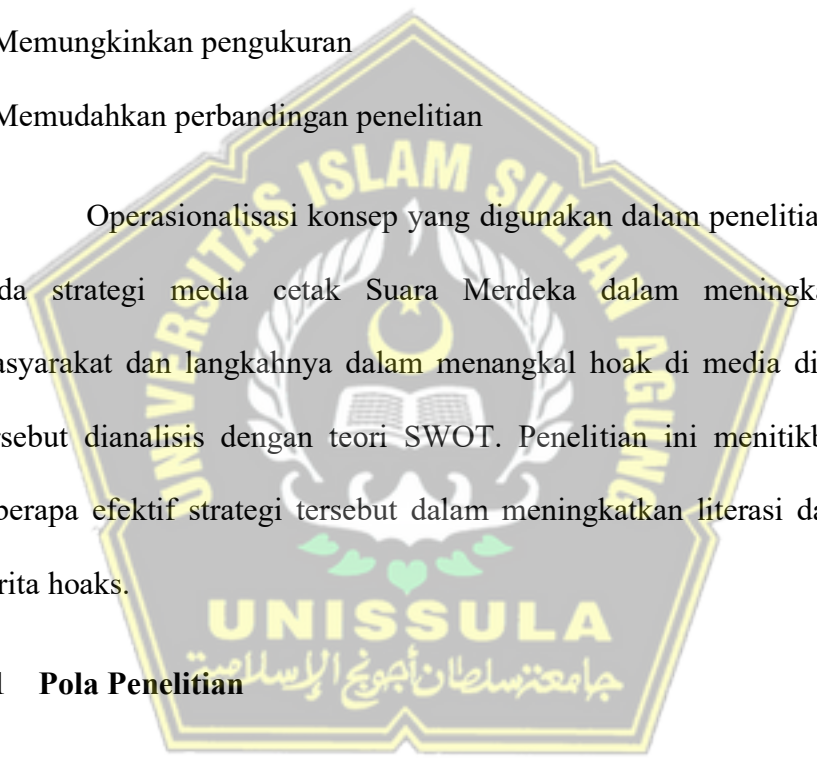 Memungkinkan pengukuran
Memudahkan perbandingan penelitian
Operasionalisasi konsep yang digunakan dalam penelitia
da strategi media cetak Suara Merdeka dalam meningka
asyarakat dan langkahnya dalam menangkal hoak di media di
rsebut dianalisis dengan teori SWOT. Penelitian ini menitikb
berapa efektif strategi tersebut dalam meningkatkan literasi da
rita hoaks.
1 Pola Penelitian
UNIVERSITAS ISLAM SULTAN AGUNG
UNISSULA
جامعة سلطان أجونج الإسلامية